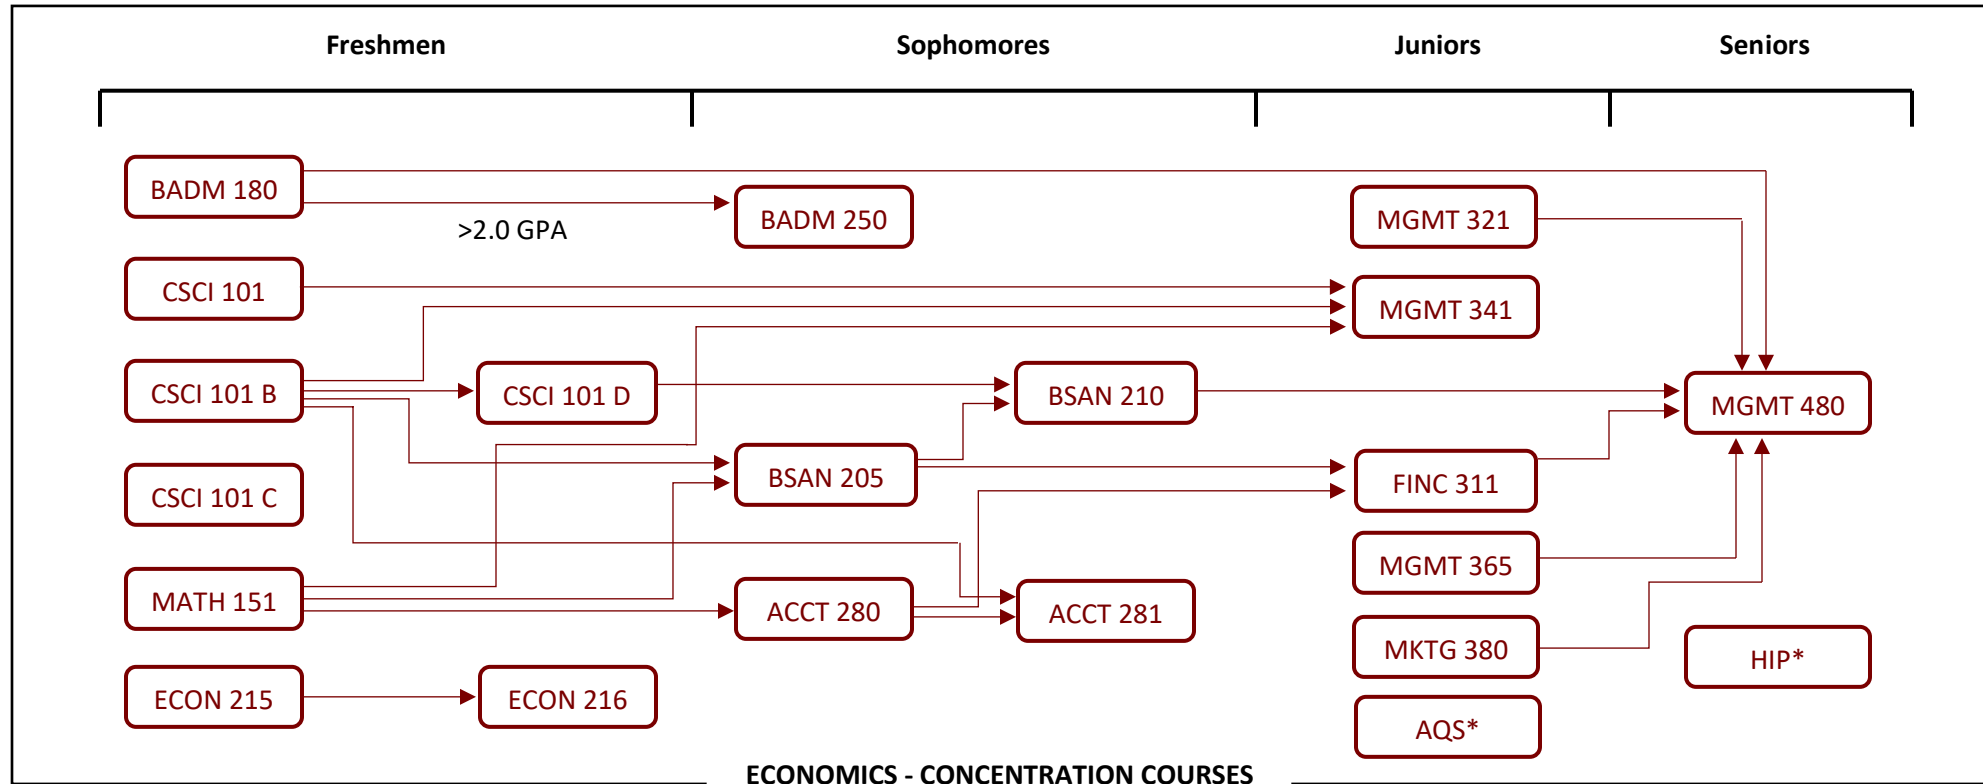 Freshmen Sophomores Juniors Seniors
BADM 180
BADM 250
MGMT 321
>2.0 GPA
CSCI 101
MGMT 341
CSCI 101 B
CSCI 101 D
BSAN 210
MGMT 480
CSCI 101 C
BSAN 205
FINC 311
MGMT 365
MATH 151
ACCT 280
ACCT 281
MKTG 380
HIP*
ECON 215
ECON 216
AQS*
ECONOMICS - CONCENTRATION COURSES